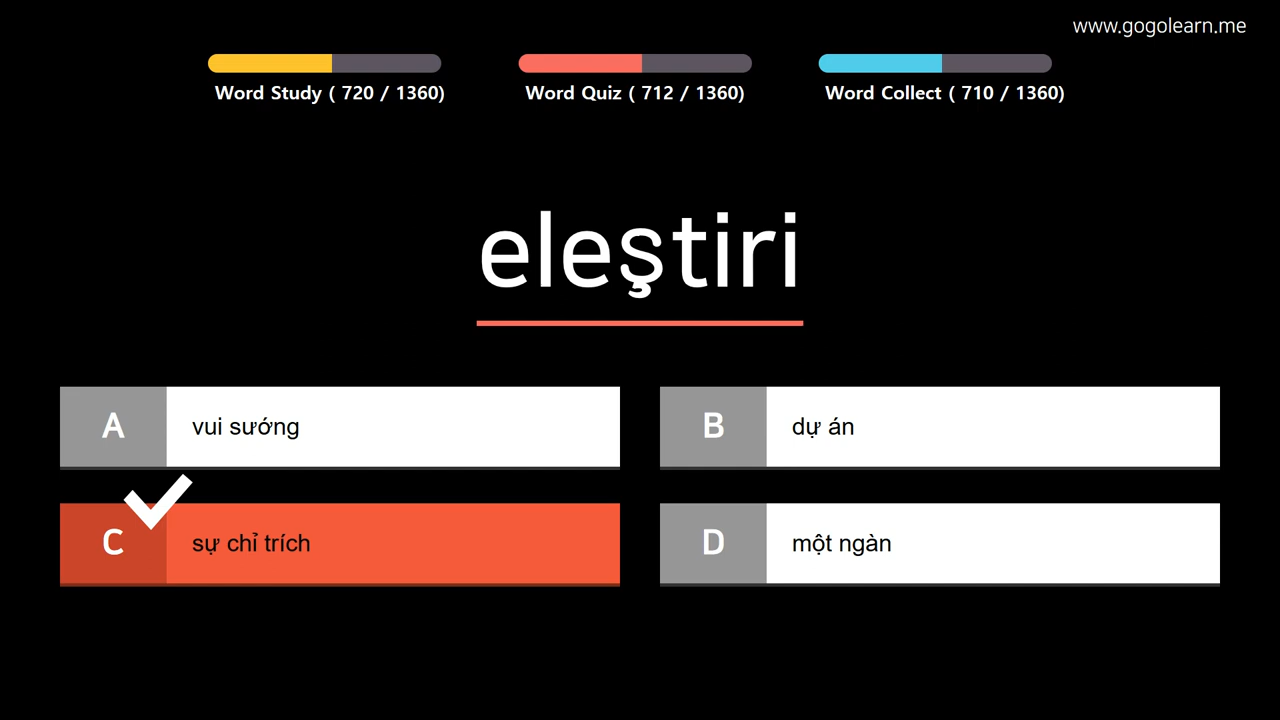 www.gogolearn.me
Word Study ( 720 / 1360)
Word Quiz ( 712 / 1360)
Word Collect ( 710 / 1360)
eleştiri
A vui sướng
B dự án
C sự chỉ trích
D một ngàn